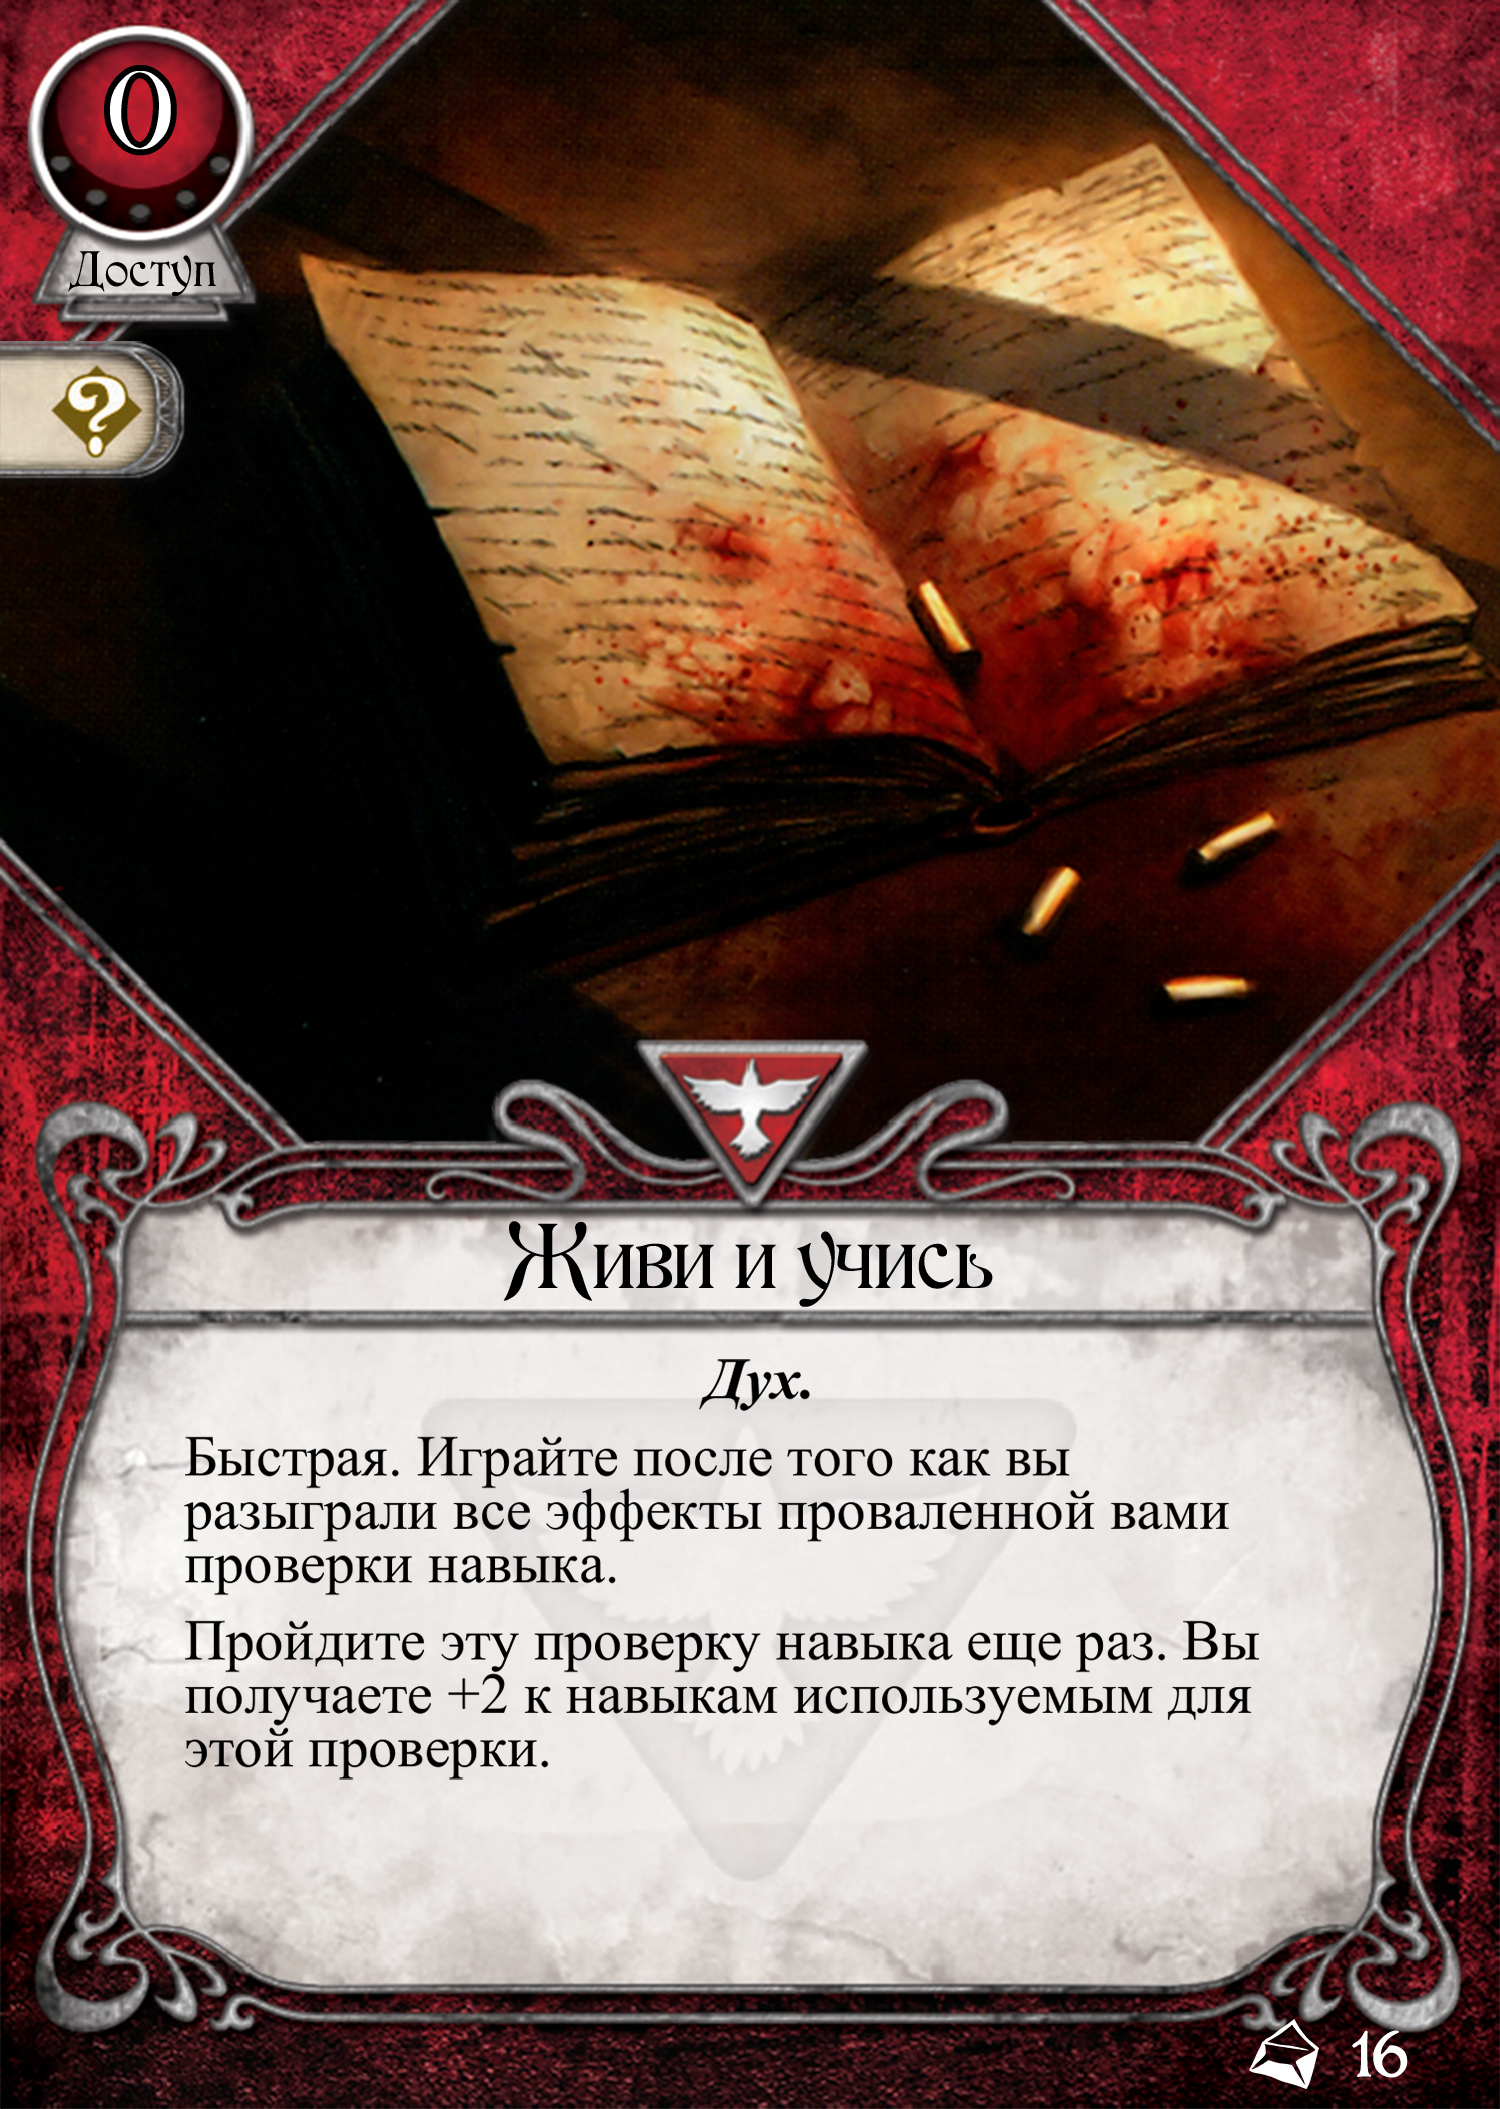 0
Доступ
?
Живи и учись
Дух.
Быстрая. Играйте после того как вы
разыграли все эффекты проваленной вами
проверки навыка.
Пройдите эту проверку навыка еще раз. Вы
получаете +2 к навыкам используемым для
этой проверки.
16